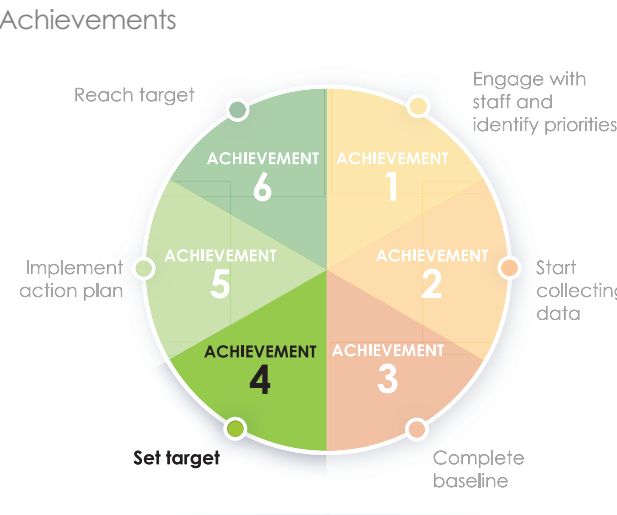 Achievements
Reach target
Engage with
staff and
identify priorities
ACHIEVEMENT
6
ACHIEVEMENT
1
Implement
action plan
ACHIEVEMENT
5
ACHIEVEMENT
2
Start
collecting
data
ACHIEVEMENT
4
ACHIEVEMENT
3
Set target
Complete
baseline